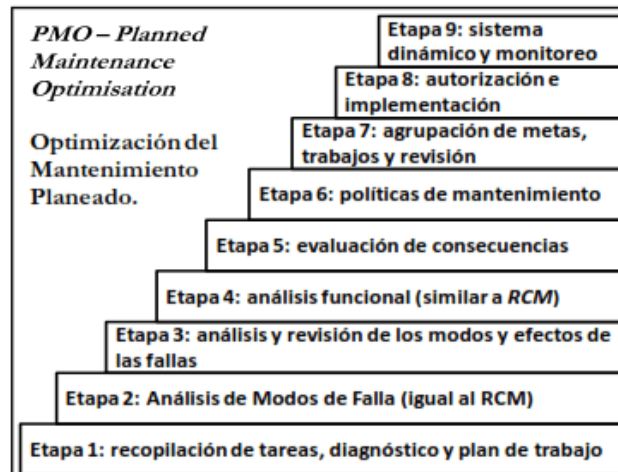 PMO – Planned
Maintenance
Optimisation
Optimización del
Mantenimiento
Planeado.
Etapa 9: sistema
dinámico y monitoreo
Etapa 8: autorización e
implementación
Etapa 7: agrupación de metas,
trabajos y revisión
Etapa 6: políticas de mantenimiento
Etapa 5: evaluación de consecuencias
Etapa 4: análisis funcional (similar a RCM)
Etapa 3: análisis y revisión de los modos y efectos de
las fallas
Etapa 2: Análisis de Modos de Falla (igual al RCM)
Etapa 1: recopilación de tareas, diagnóstico y plan de trabajo